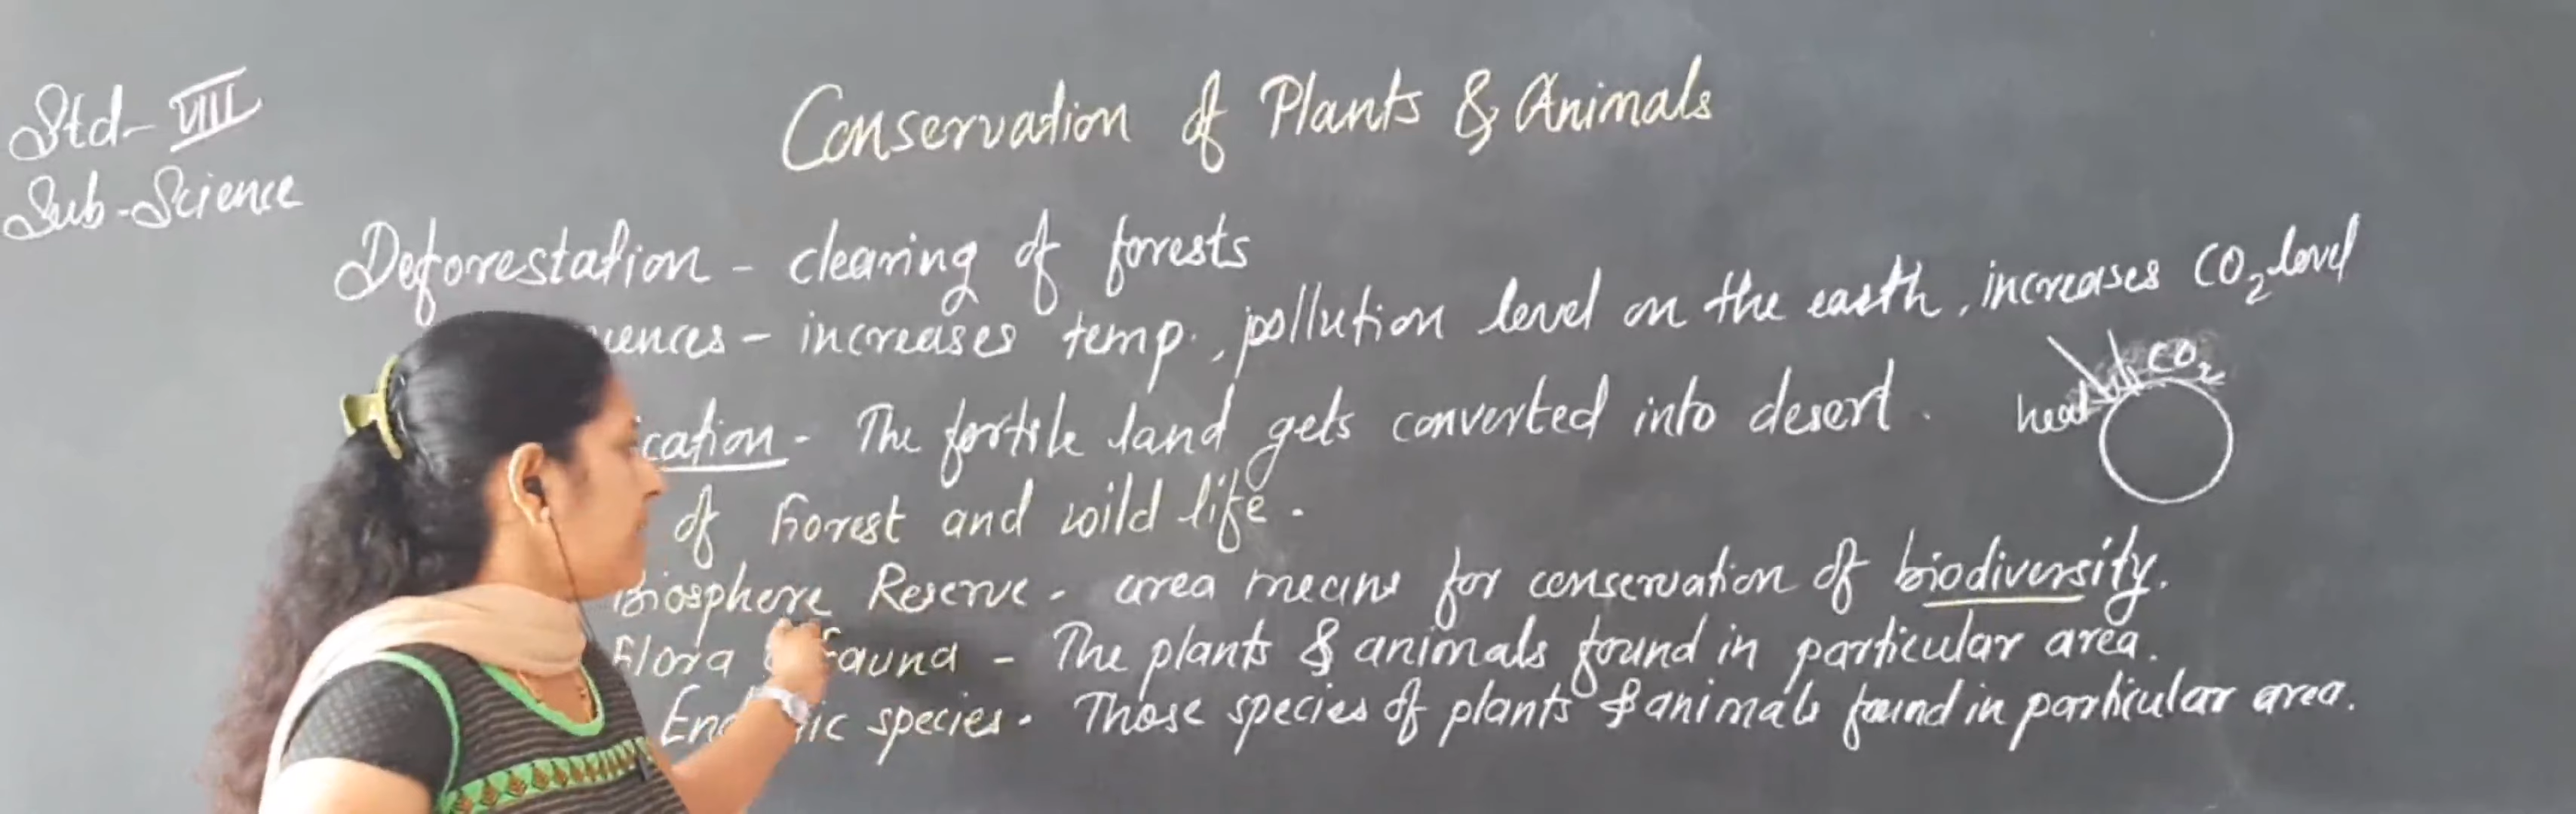 Std- VIII
Sub-Science
Conservation of Plants & Animals
Deforestation - clearing of forests
uences - increases temp., pollution level on the earth, increases CO2 level
CO2
heat
ication - The fertile land gets converted into desert.
of Forest and wild life.
Biosphere Reserve - area means for conservation of biodiversity.
Flora & Fauna - The plants & animals found in particular area.
species - Those species of plants & animals found in particular area.